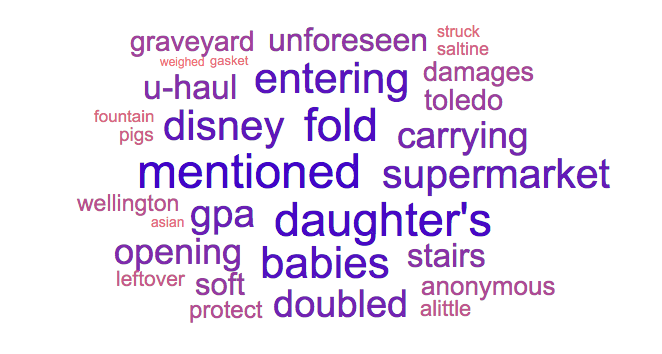 graveyard unforeseen struck
saltine
weighed gasket
u-haul entering damages
toledo
fountain
pigs disney fold carrying
mentioned supermarket
wellington
asian gpa daughter's
opening babies stairs
leftover soft anonymous
protect doubled alittle